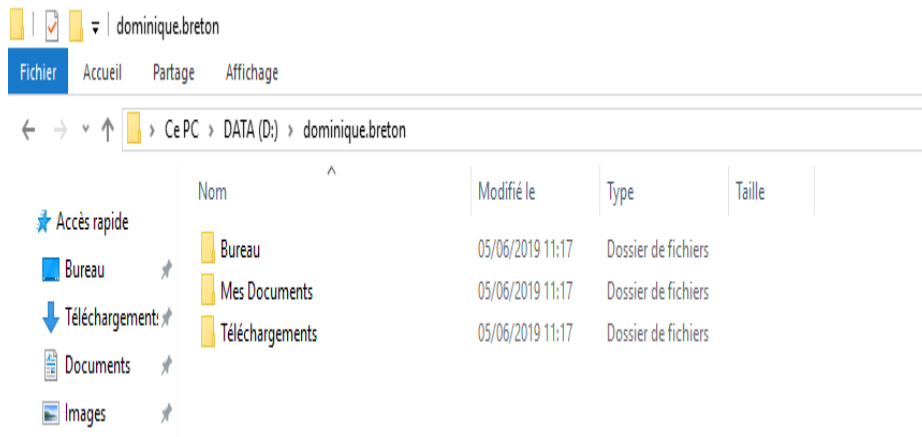 dominique.breton
Fichier Accueil Partage Affichage
Ce PC › DATA (D:) › dominique.breton
Nom Modifié le Type Taille
Accès rapide
Bureau
Téléchargements
Documents
Images
Bureau 05/06/2019 11:17 Dossier de fichiers
Mes Documents 05/06/2019 11:17 Dossier de fichiers
Téléchargements 05/06/2019 11:17 Dossier de fichiers